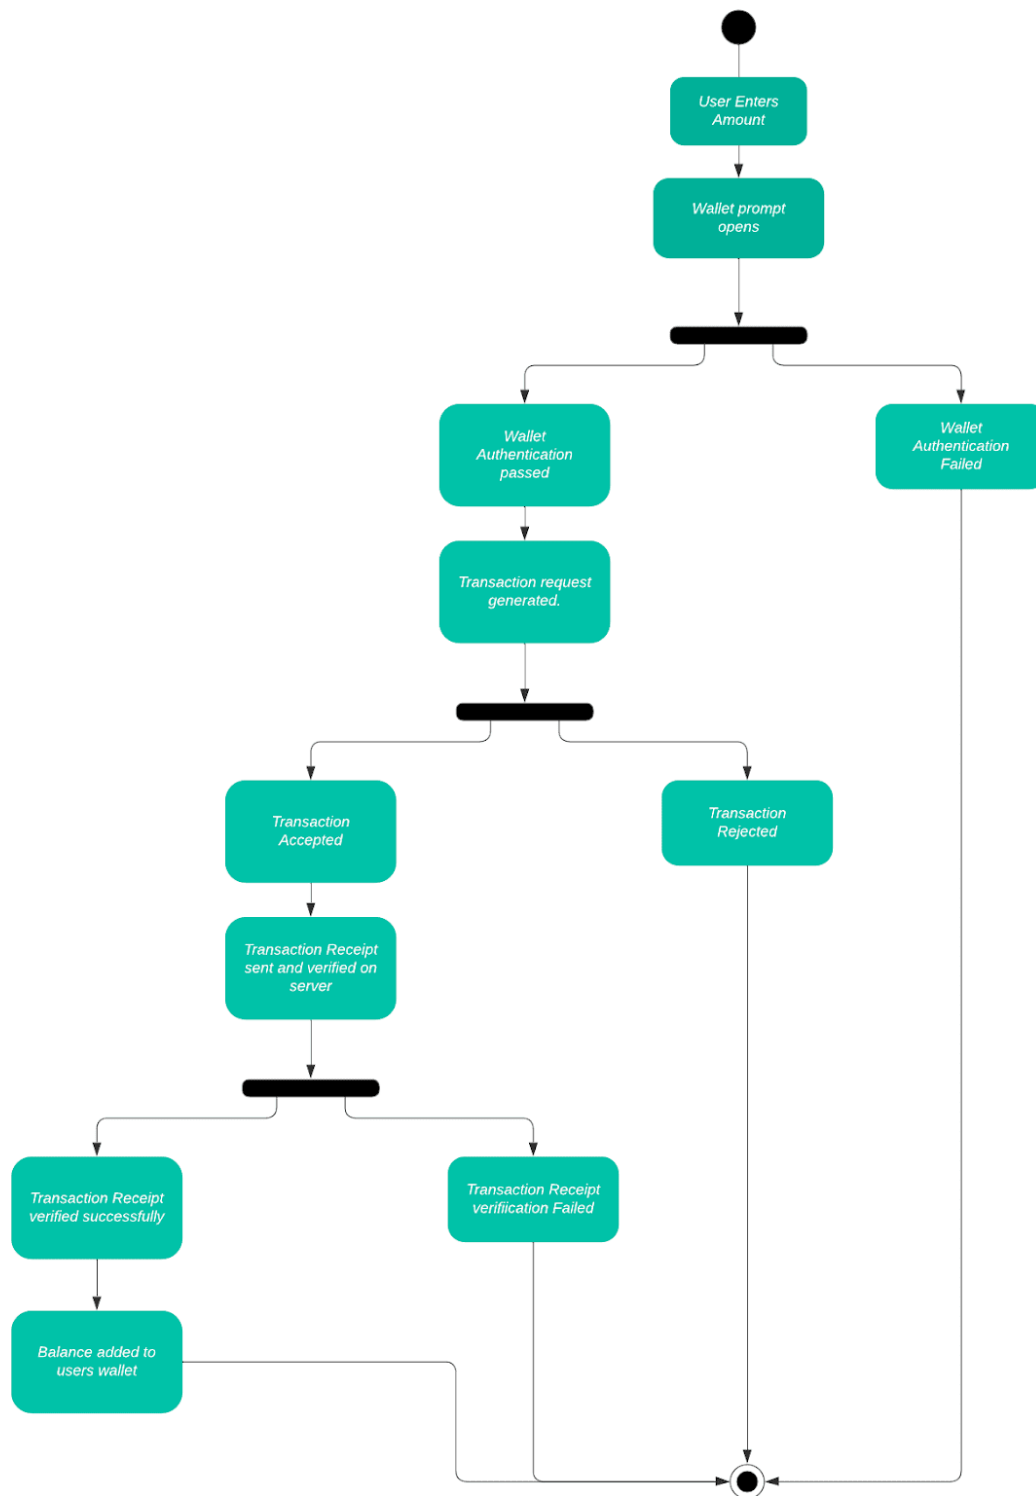 User Enters
Amount
Wallet prompt
opens
Wallet
Authentication
passed
Wallet
Authentication
Failed
Transaction request
generated.
Transaction
Accepted
Transaction
Rejected
Transaction Receipt
sent and verified on
server
Transaction Receipt
verified successfully
Transaction Receipt
verifiication Failed
Balance added to
users wallet